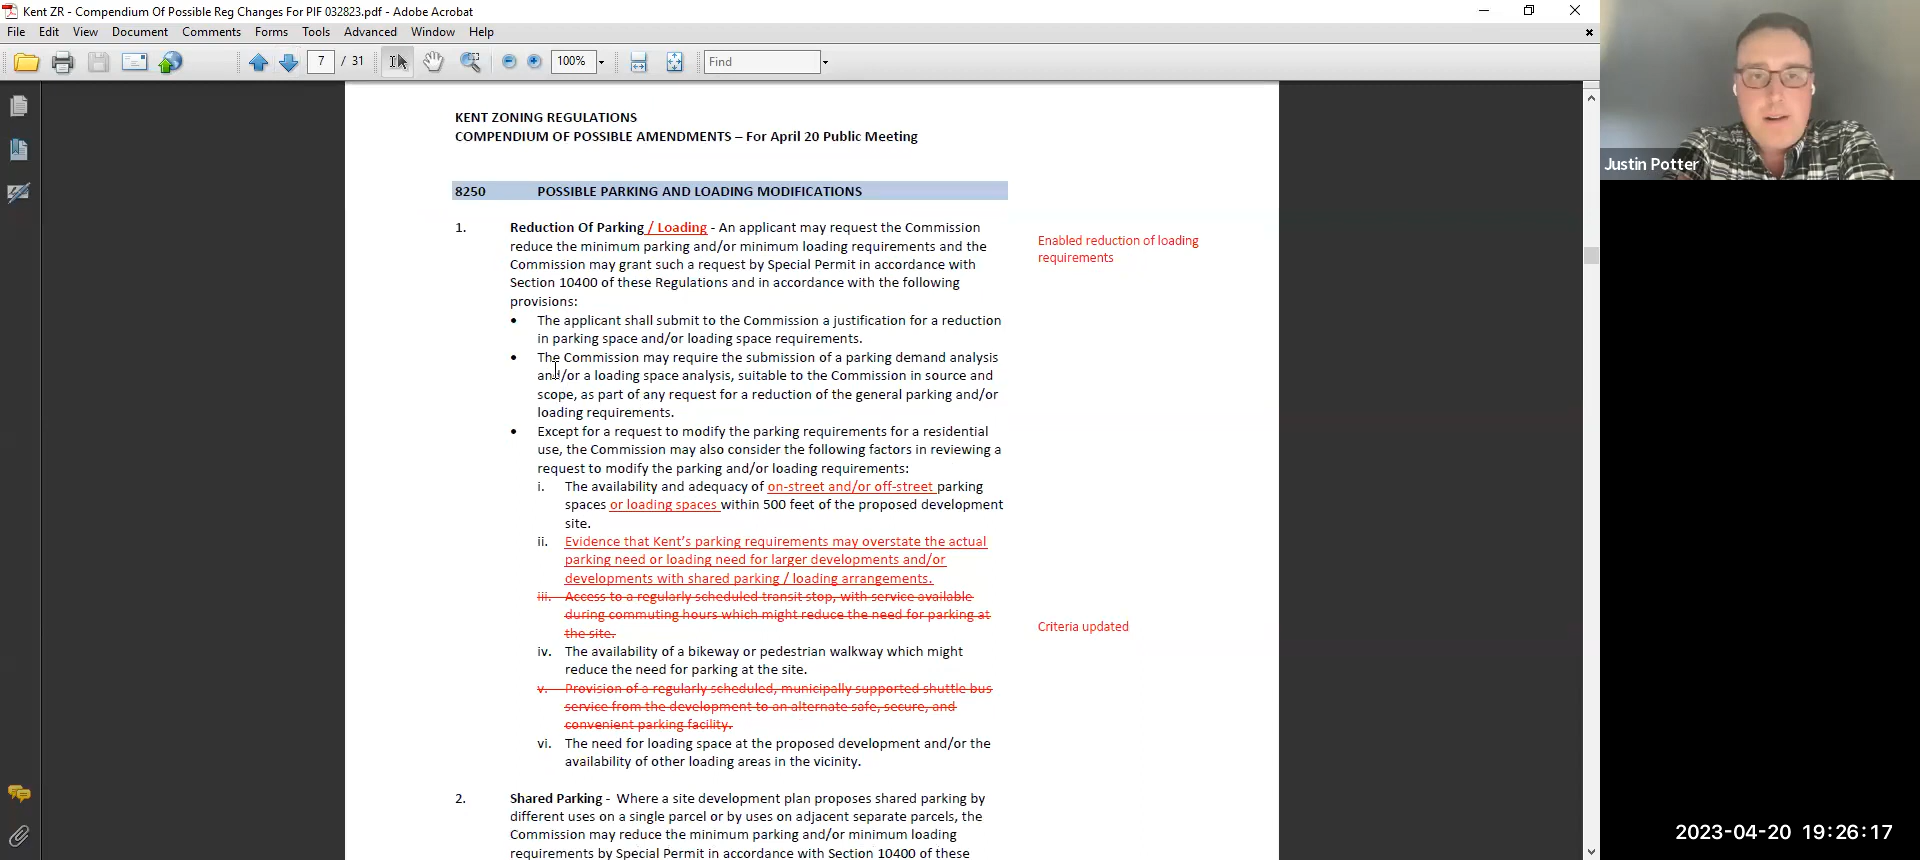 Kent ZR - Compendium Of Possible Reg Changes For PIF 032823.pdf - Adobe Acrobat
File Edit View Document Comments Forms Tools Advanced Window Help
7 / 31 100% Find
KENT ZONING REGULATIONS
COMPENDIUM OF POSSIBLE AMENDMENTS – For April 20 Public Meeting
8250 POSSIBLE PARKING AND LOADING MODIFICATIONS
1. Reduction Of Parking / Loading - An applicant may request the Commission
reduce the minimum parking and/or minimum loading requirements and the
Commission may grant such a request by Special Permit in accordance with
Section 10400 of these Regulations and in accordance with the following
provisions:
• The applicant shall submit to the Commission a justification for a reduction
in parking space and/or loading space requirements.
• The Commission may require the submission of a parking demand analysis
and/or a loading space analysis, suitable to the Commission in source and
scope, as part of any request for a reduction of the general parking and/or
loading requirements.
• Except for a request to modify the parking requirements for a residential
use, the Commission may also consider the following factors in reviewing a
request to modify the parking and/or loading requirements:
i. The availability and adequacy of on-street and/or off-street parking
spaces or loading spaces within 500 feet of the proposed development
site.
ii. Evidence that Kent's parking requirements may overstate the actual
parking need or loading need for larger developments and/or
developments with shared parking / loading arrangements.
iii. Access to a regularly scheduled transit stop, with service available
during commuting hours which might reduce the need for parking at
the site.
iv. The availability of a bikeway or pedestrian walkway which might
reduce the need for parking at the site.
v. Provision of a regularly scheduled, municipally supported shuttle bus
service from the development to an alternate safe, secure, and
convenient parking facility.
vi. The need for loading space at the proposed development and/or the
availability of other loading areas in the vicinity.
2. Shared Parking - Where a site development plan proposes shared parking by
different uses on a single parcel or by uses on adjacent separate parcels, the
Commission may reduce the minimum parking and/or minimum loading
requirements by Special Permit in accordance with Section 10400 of these
Enabled reduction of loading
requirements
Criteria updated
Justin Potter
2023-04-20 19:26:17